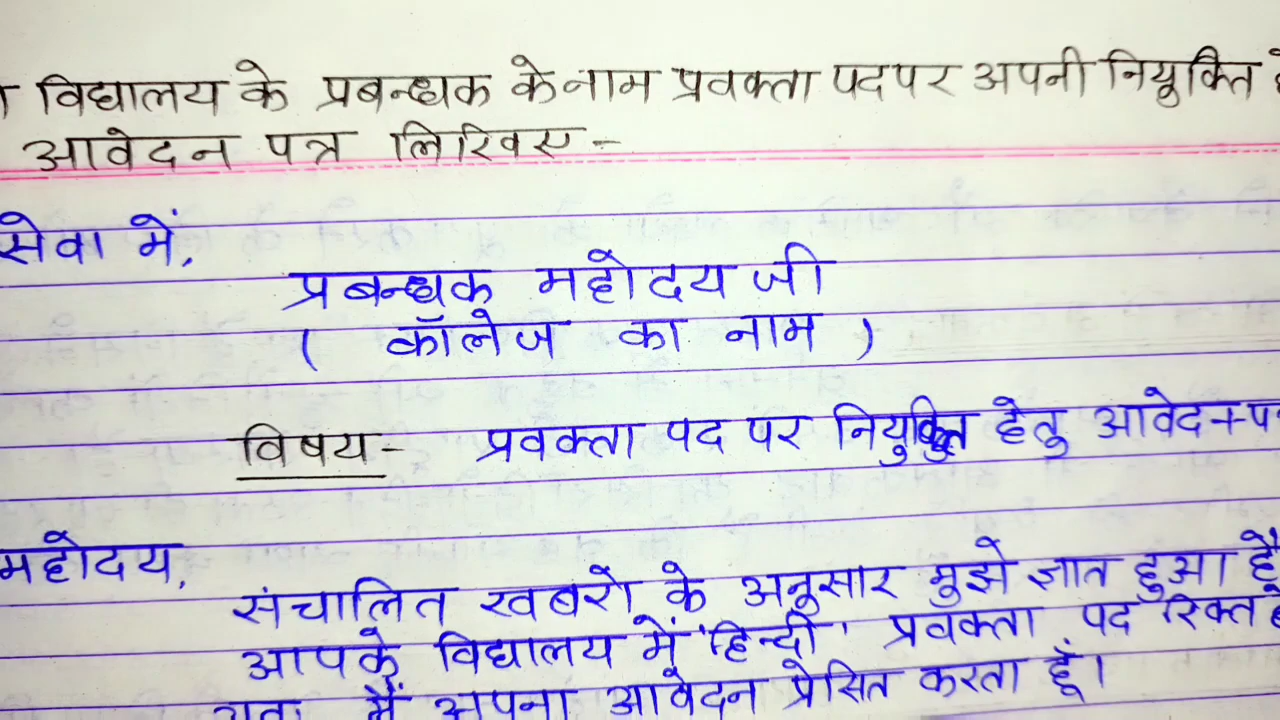 विद्यालय के प्रबन्धक के नाम प्रवक्ता पद पर अपनी नियुक्ति
आवेदन पत्र लिखिए -
सेवा में,
प्रबन्धक महोदय जी
( कॉलेज का नाम )
विषय - प्रवक्ता पद पर नियुक्ति हेतु आवेदन
महोदय,
संचालित खबरो के अनुसार मुझे ज्ञात हुआ है
आपके विद्यालय में 'हिन्दी' प्रवक्ता पद रिक्त
मैं अपना आवेदन प्रेसित करता हूँ।